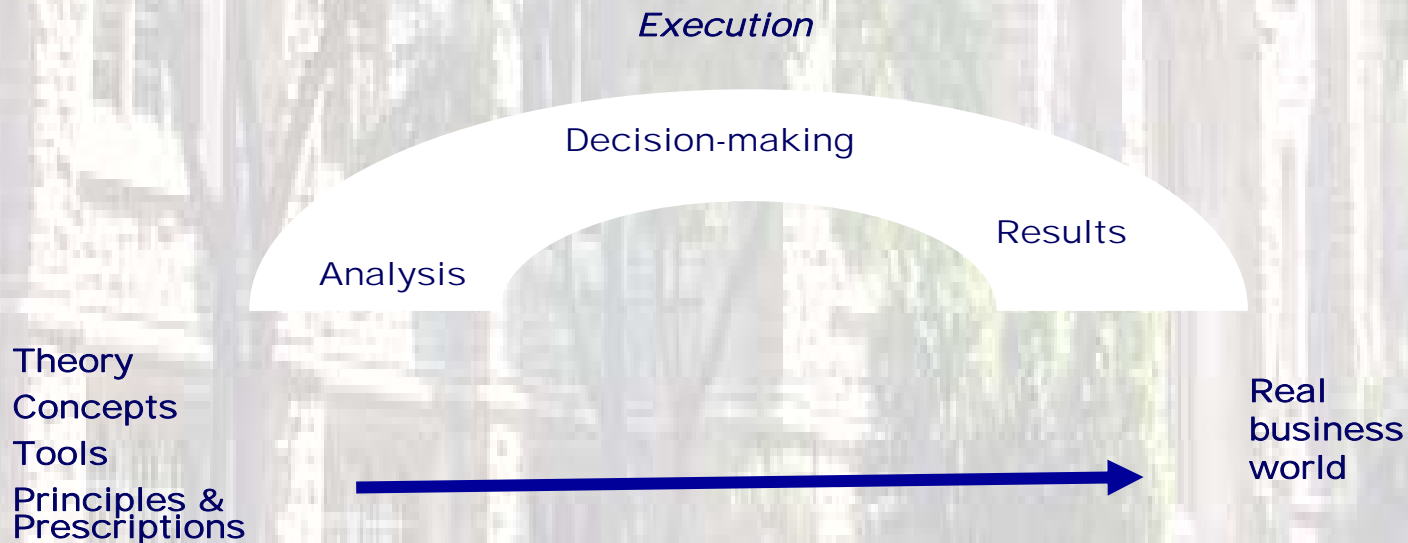 Execution
Decision-making
Results
Analysis
Theory
Concepts
Tools
Principles &
Prescriptions
Real
business
world